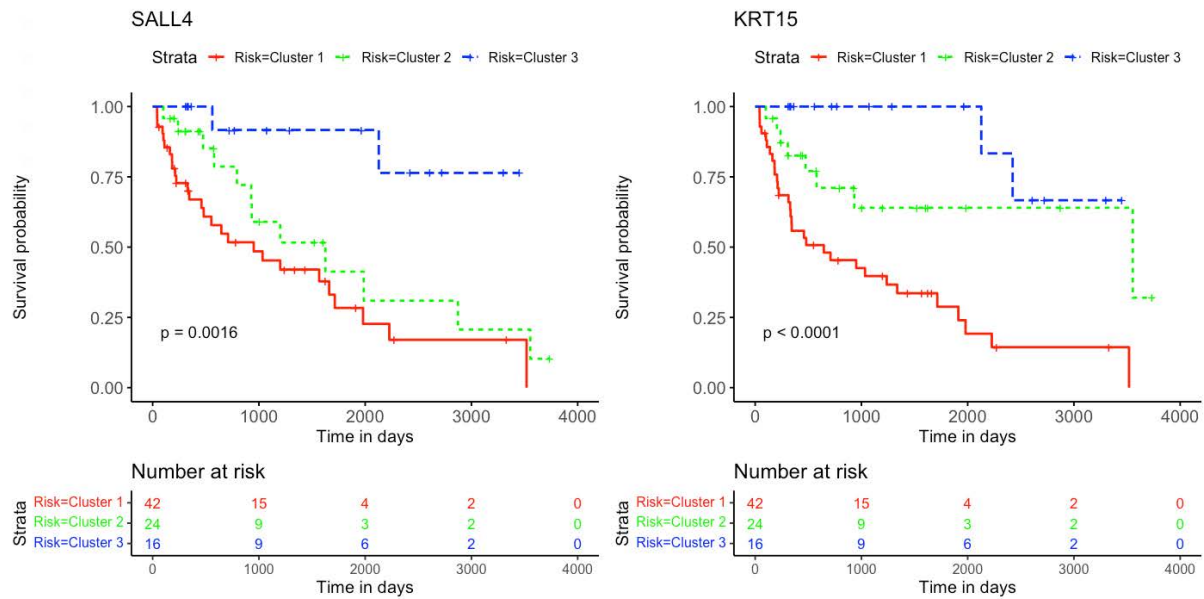 SALL4
Strata Risk=Cluster 1 Risk=Cluster 2 Risk=Cluster 3
Survival probability
1.00
0.75
0.50
0.25
0.00
p = 0.0016
0 1000 2000 3000 4000
Time in days
Number at risk
Strata
Risk=Cluster 1 42 15 4 2 0
Risk=Cluster 2 24 9 3 2 0
Risk=Cluster 3 16 9 6 2 0
0 1000 2000 3000 4000
Time in days
KRT15
Strata Risk=Cluster 1 Risk=Cluster 2 Risk=Cluster 3
Survival probability
1.00
0.75
0.50
0.25
0.00
p < 0.0001
0 1000 2000 3000 4000
Time in days
Number at risk
Strata
Risk=Cluster 1 42 15 4 2 0
Risk=Cluster 2 24 9 3 2 0
Risk=Cluster 3 16 9 6 2 0
0 1000 2000 3000 4000
Time in days